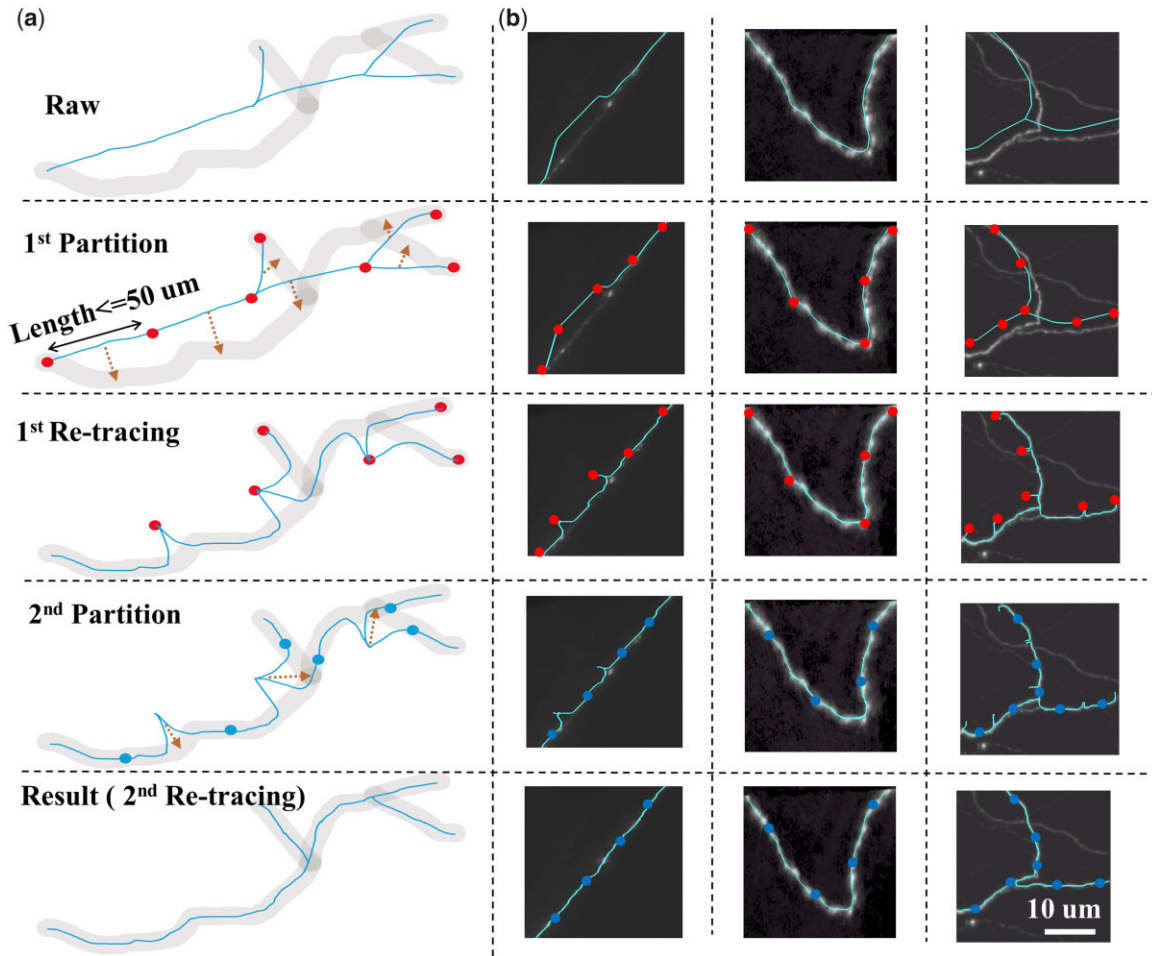 (a)
(b)
Raw
1st Partition
Length<=50 um
1st Re-tracing
2nd Partition
Result ( 2nd Re-tracing)
10 um